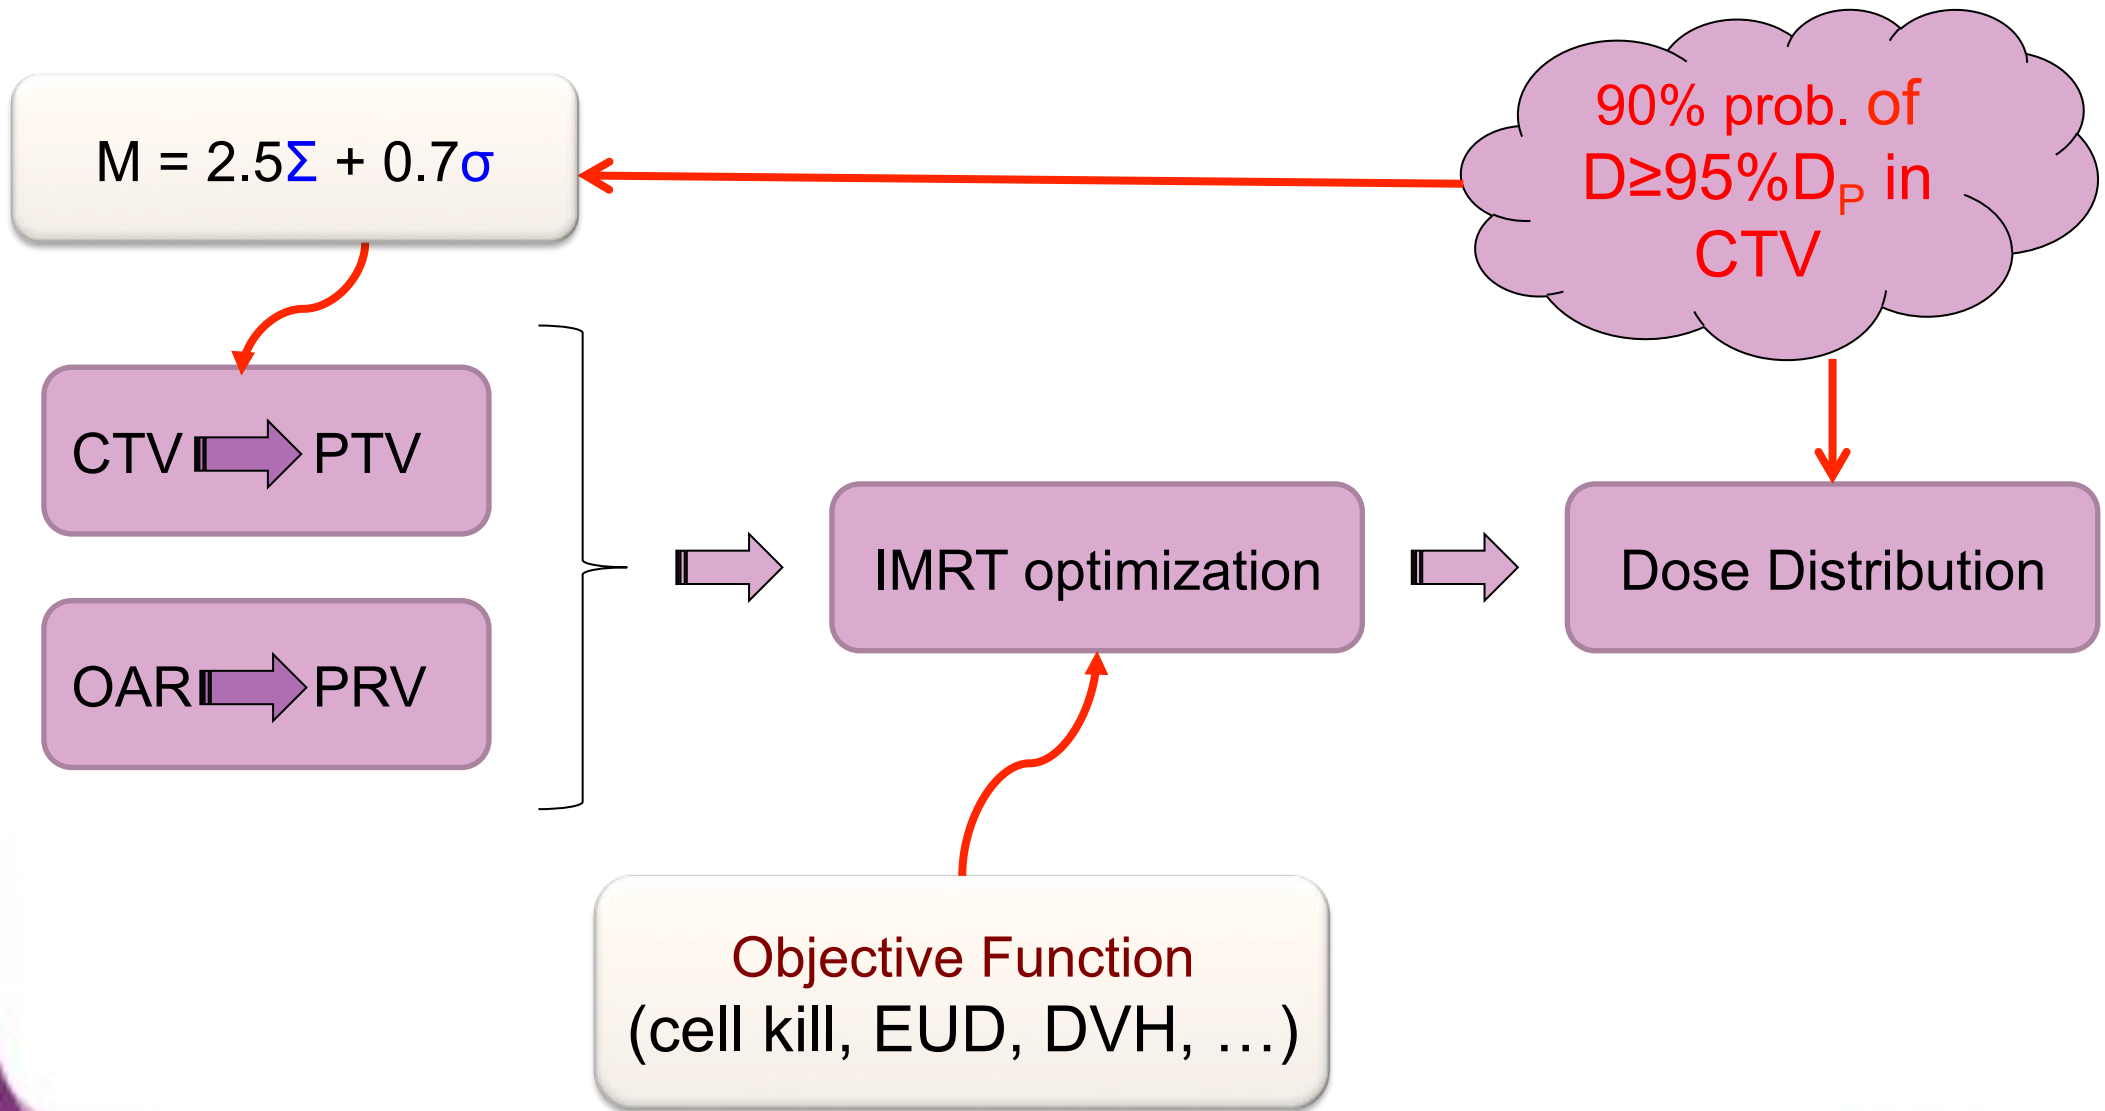 90% prob. of
D≥95%D_P in
CTV
M = 2.5Σ + 0.7σ
CTV PTV
OAR PRV
IMRT optimization
Dose Distribution
Objective Function
(cell kill, EUD, DVH, …)